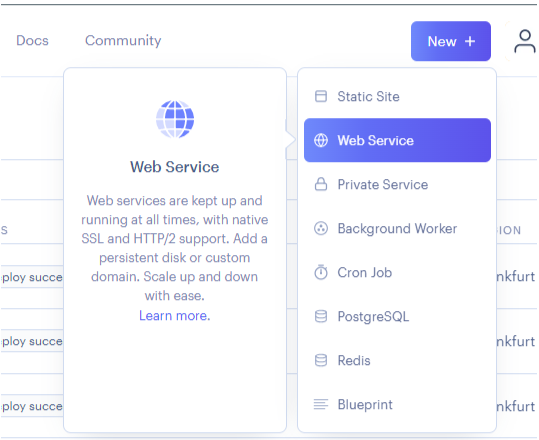 Docs
Community
New +
Web Service
Web services are kept up and
running at all times, with native
SSL and HTTP/2 support. Add a
persistent disk or custom
domain. Scale up and down
with ease.
Learn more.
Static Site
Web Service
Private Service
Background Worker
Cron Job
PostgreSQL
Redis
Blueprint
S
ION
ploy succe
nkfurt
ploy succe
nkfurt
ploy succe
nkfurt